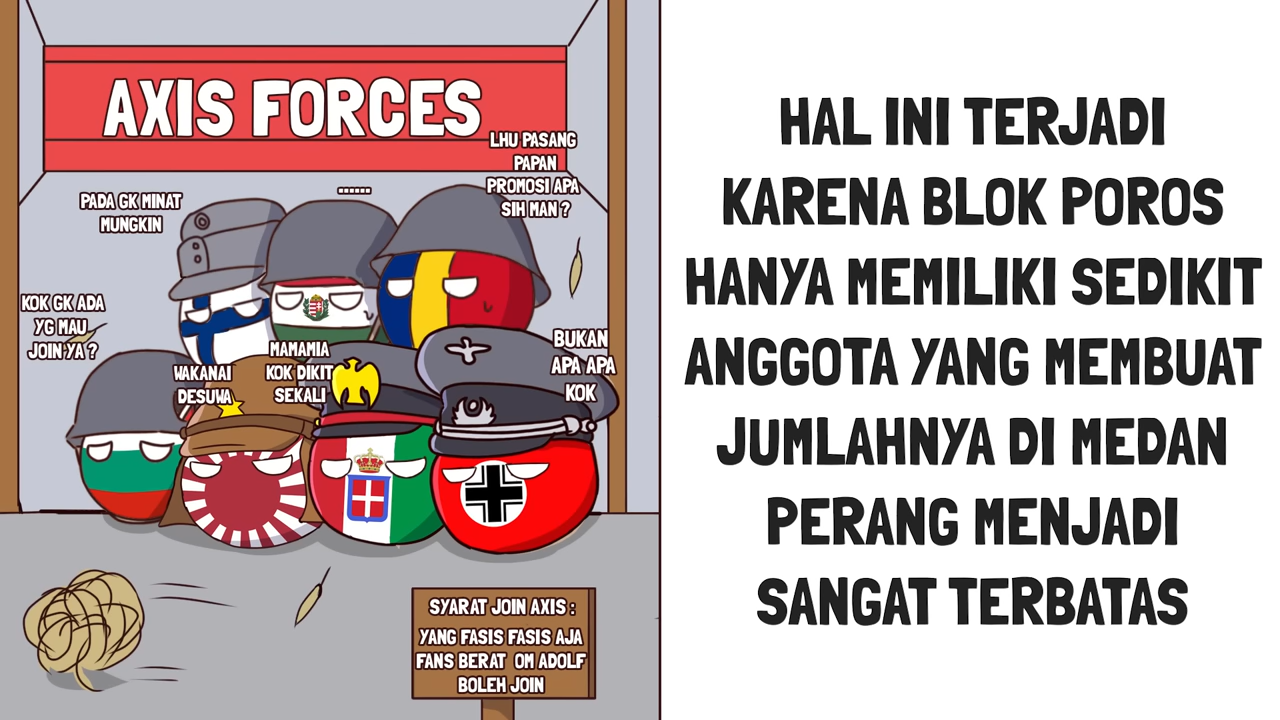 AXIS FORCES
LHU PASANG
PAPAN
PROMOSI APA
SIH MAN ?
......
PADA GK MINAT
MUNGKIN
KOK GK ADA
YG MAU
JOIN YA ?
WAKANAI
DESUWA
MAMAMIA
KOK DIKIT
SEKALI
BUKAN
APA APA
KOK
SYARAT JOIN AXIS :
YANG FASIS FASIS AJA
FANS BERAT OM ADOLF
BOLEH JOIN
HAL INI TERJADI
KARENA BLOK POROS
HANYA MEMILIKI SEDIKIT
ANGGOTA YANG MEMBUAT
JUMLAHNYA DI MEDAN
PERANG MENJADI
SANGAT TERBATAS